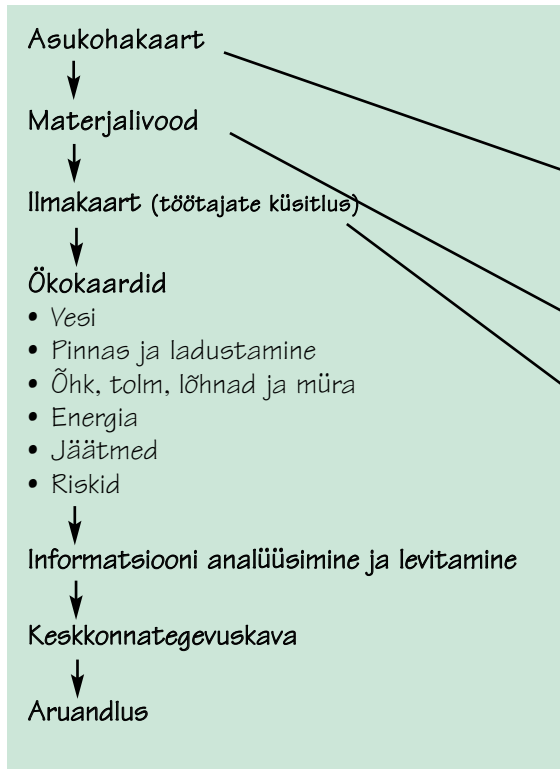 Asukohakaart
Materjalivood
Ilmakaart (töötajate küsitlus)
Ökokaardid
• Vesi
• Pinnas ja ladustamine
• Õhk, tolm, lõhnad ja müra
• Energia
• Jäätmed
• Riskid
Informatsiooni analüüsimine ja levitamine
Keskkonnategevuskava
Aruandlus